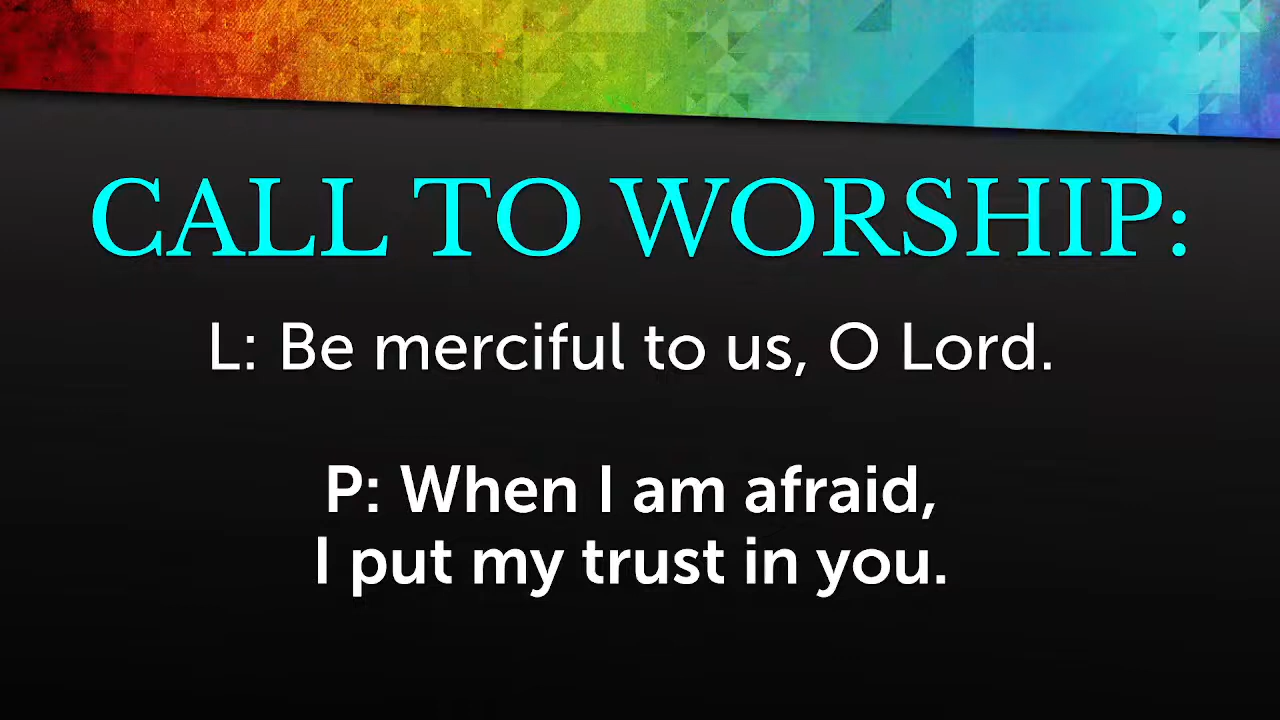 CALL TO WORSHIP:
L: Be merciful to us, O Lord.
P: When I am afraid,
I put my trust in you.